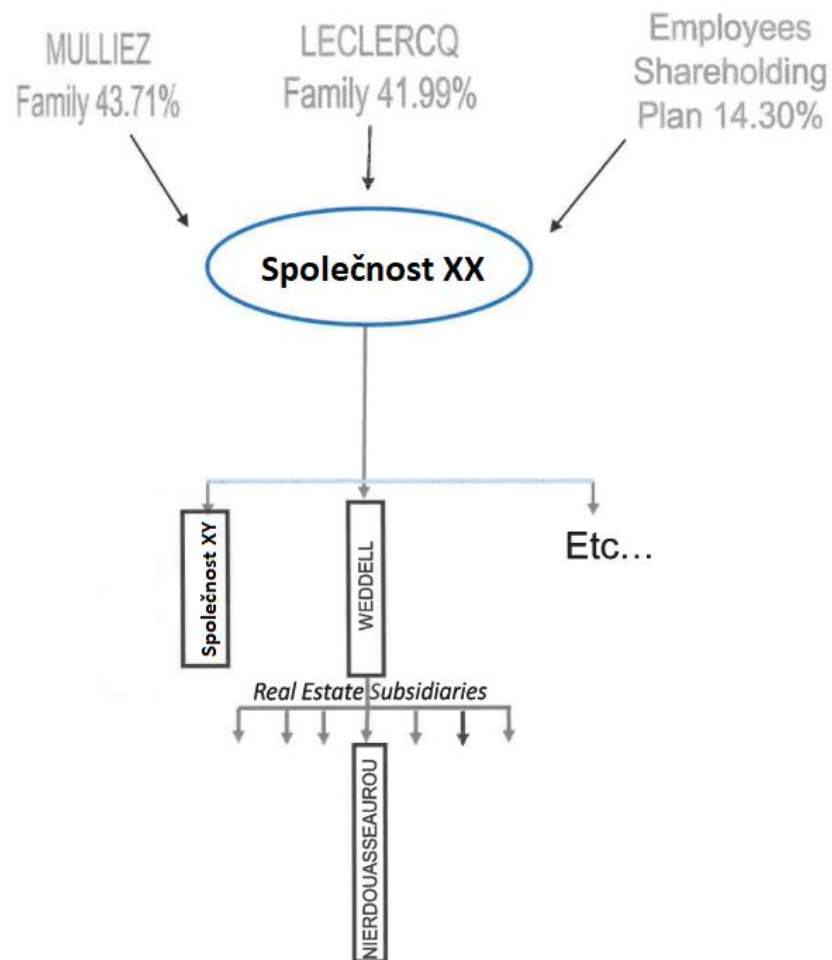 MULLIEZ
Family 43.71%
LECLERCQ
Family 41.99%
Employees
Shareholding
Plan 14.30%
Společnost XX
Společnost XY
WEDDELL
Etc...
Real Estate Subsidiaries
NIERDOUASSEAUROU